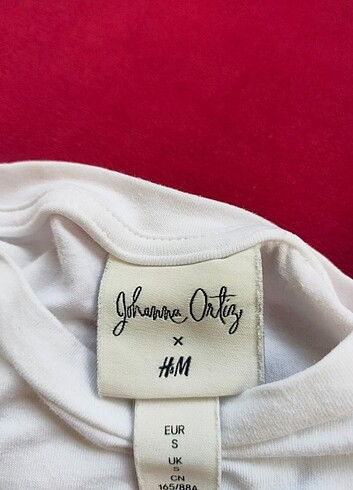 Johanna Ortiz
×
H&M
EUR
S
UK
S
CN
165/88A